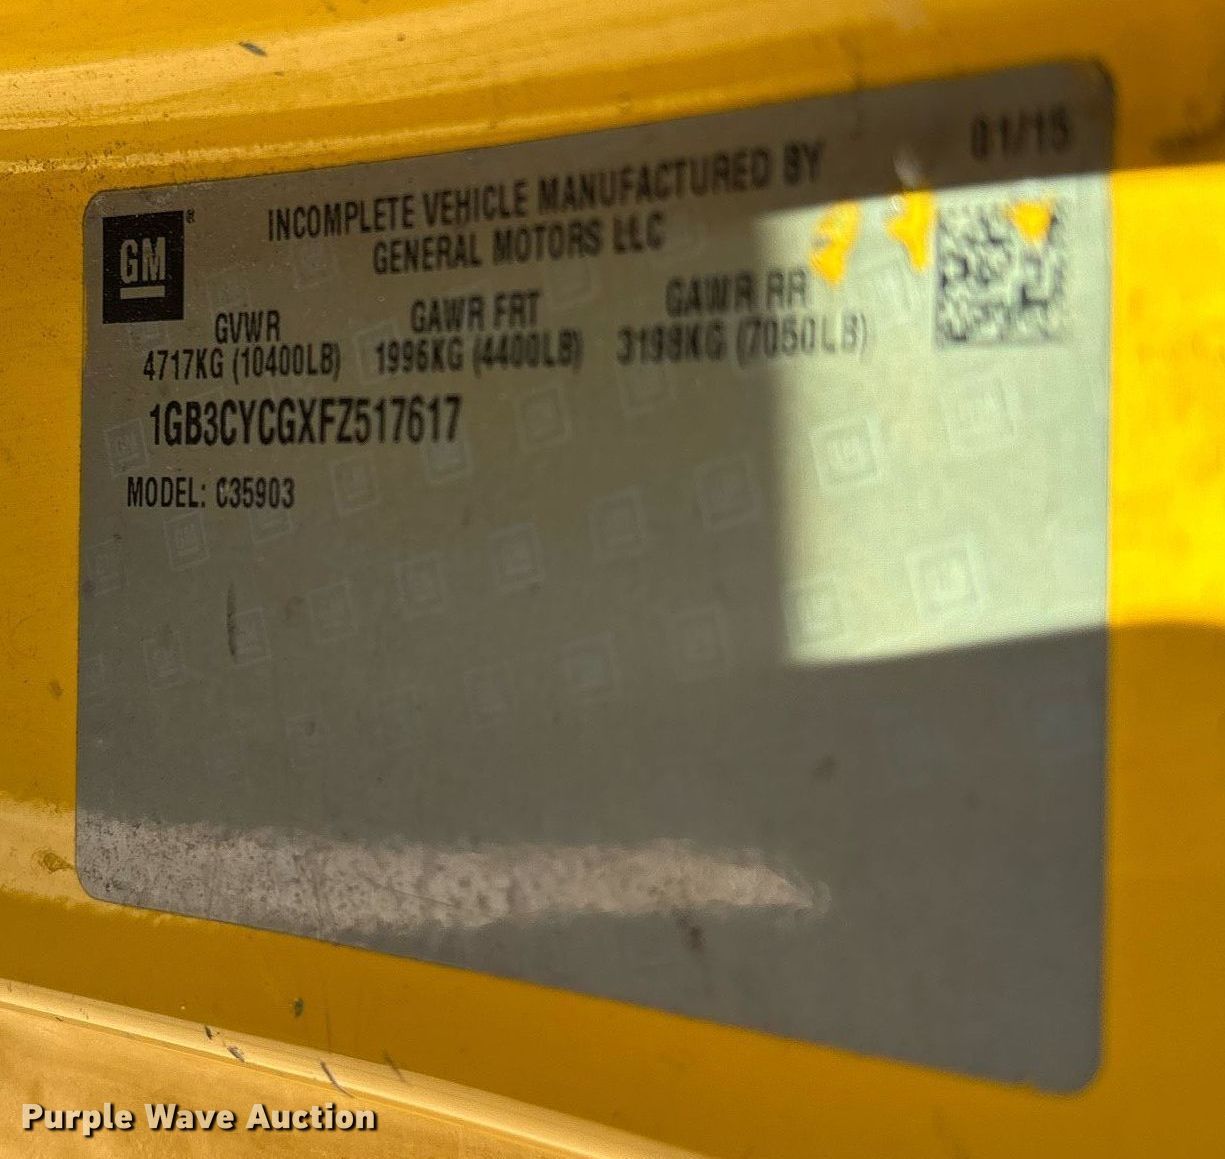 01/15
GM®
INCOMPLETE VEHICLE MANUFACTURED BY
GENERAL MOTORS LLC
GVWR GAWR FRT GAWR RR
4717KG (10400LB) 1996KG (4400LB) 3198KG (7050LB)
1GB3CYCGXFZ517617
MODEL: C35903
Purple Wave Auction